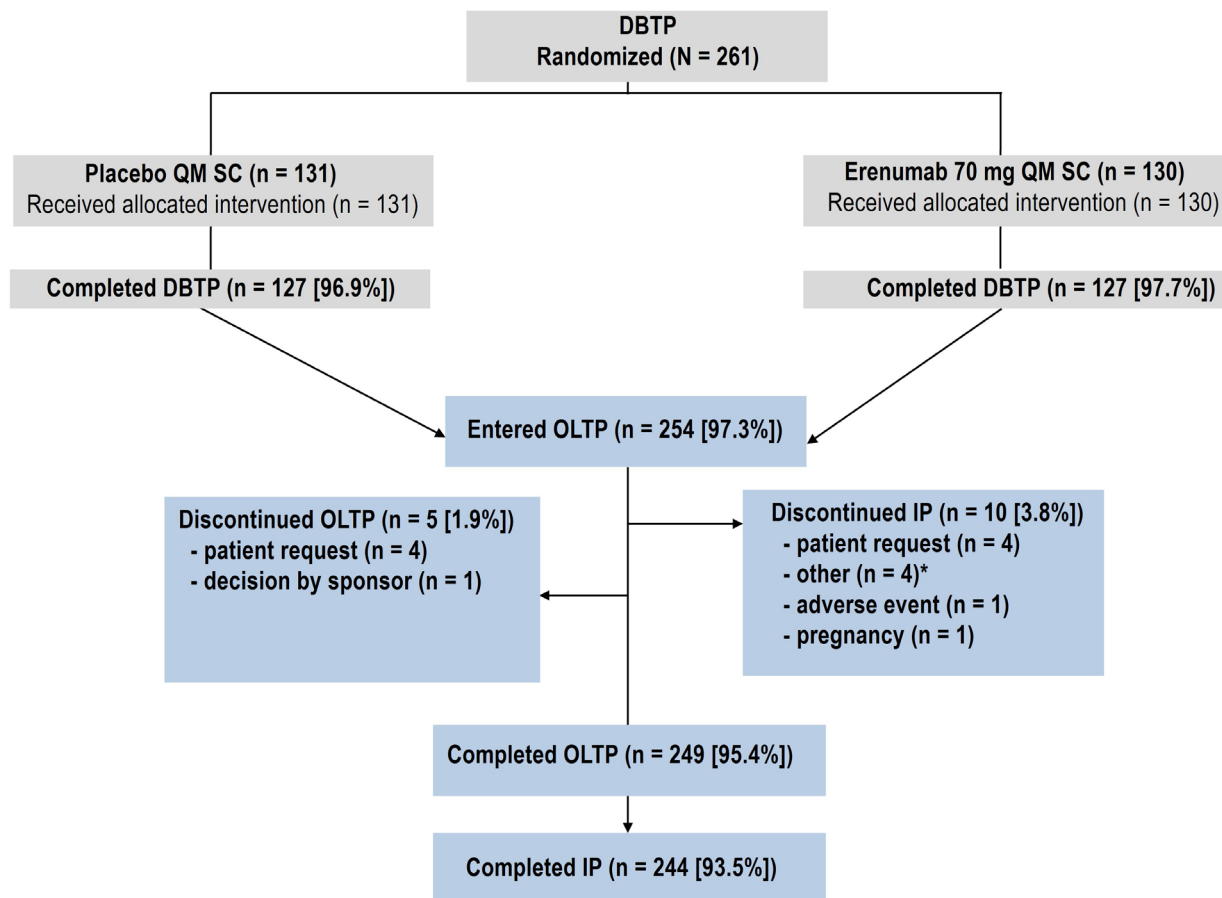 DBTP
Randomized (N = 261)
Placebo QM SC (n = 131)
Received allocated intervention (n = 131)
Erenumab 70 mg QM SC (n = 130)
Received allocated intervention (n = 130)
Completed DBTP (n = 127 [96.9%])
Completed DBTP (n = 127 [97.7%])
Entered OLTP (n = 254 [97.3%])
Discontinued OLTP (n = 5 [1.9%])
- patient request (n = 4)
- decision by sponsor (n = 1)
Discontinued IP (n = 10 [3.8%])
- patient request (n = 4)
- other (n = 4)*
- adverse event (n = 1)
- pregnancy (n = 1)
Completed OLTP (n = 249 [95.4%])
Completed IP (n = 244 [93.5%])